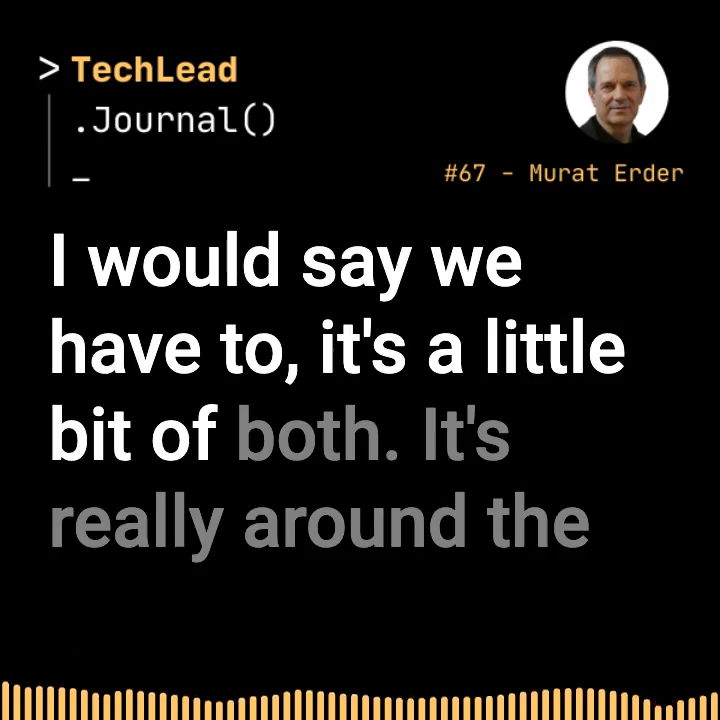 > TechLead
.Journal()
_
#67 - Murat Erder
I would say we
have to, it's a little
bit of both. It's
really around the